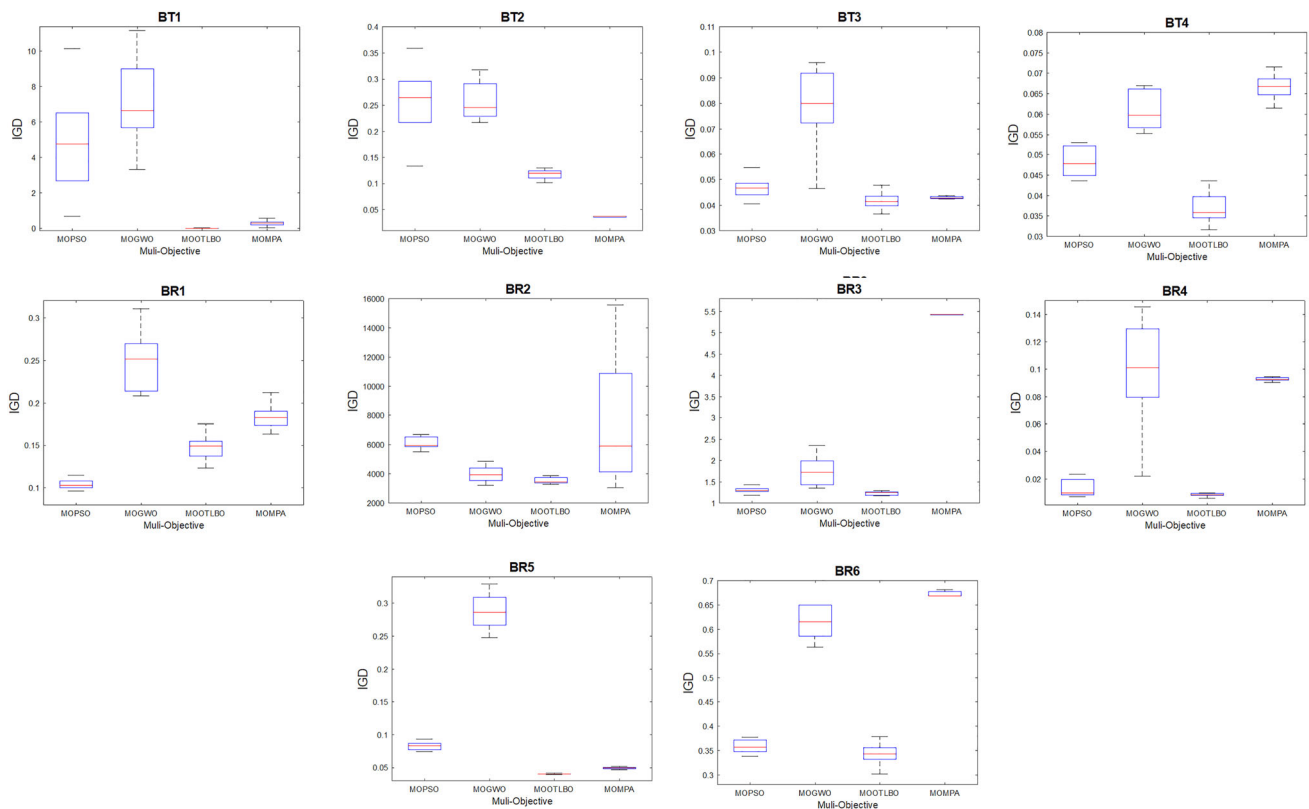 BT1
IGD
10
8
6
4
2
0
MOPSO MOGWO MOOTLBO MOMPA
Muli-Objective
BT2
IGD
0.4
0.35
0.3
0.25
0.2
0.15
0.1
0.05
MOPSO MOGWO MOOTLBO MOMPA
Muli-Objective
BT3
IGD
0.11
0.1
0.09
0.08
0.07
0.06
0.05
0.04
0.03
MOPSO MOGWO MOOTLBO MOMPA
Muli-Objective
BT4
IGD
0.08
0.075
0.07
0.065
0.06
0.055
0.05
0.045
0.04
0.035
0.03
MOPSO MOGWO MOOTLBO MOMPA
Muli-Objective
BR1
IGD
0.3
0.25
0.2
0.15
0.1
MOPSO MOGWO MOOTLBO MOMPA
Muli-Objective
BR2
IGD
16000
14000
12000
10000
8000
6000
4000
2000
MOPSO MOGWO MOOTLBO MOMPA
Muli-Objective
BR3
IGD
5.5
5
4.5
4
3.5
3
2.5
2
1.5
1
MOPSO MOGWO MOOTLBO MOMPA
Muli-Objective
BR4
IGD
0.14
0.12
0.1
0.08
0.06
0.04
0.02
MOPSO MOGWO MOOTLBO MOMPA
Muli-Objective
BR5
IGD
0.3
0.25
0.2
0.15
0.1
0.05
MOPSO MOGWO MOOTLBO MOMPA
Muli-Objective
BR6
IGD
0.7
0.65
0.6
0.55
0.5
0.45
0.4
0.35
0.3
MOPSO MOGWO MOOTLBO MOMPA
Muli-Objective